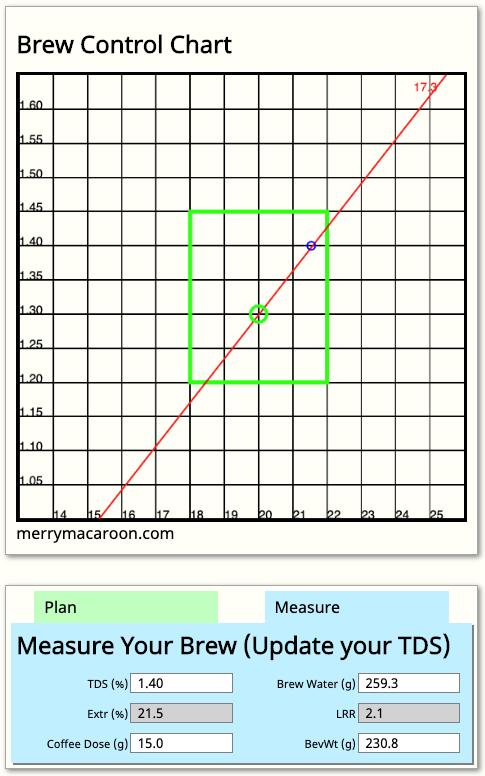 Brew Control Chart
17.3
1.60
1.55
1.50
1.45
1.40
1.35
1.30
1.25
1.20
1.15
1.10
1.05
14 15 16 17 18 19 20 21 22 23 24 25
merrymacaroon.com
Plan Measure
Measure Your Brew (Update your TDS)
TDS (%) 1.40 Brew Water (g) 259.3
Extr (%) 21.5 LRR 2.1
Coffee Dose (g) 15.0 BevWt (g) 230.8